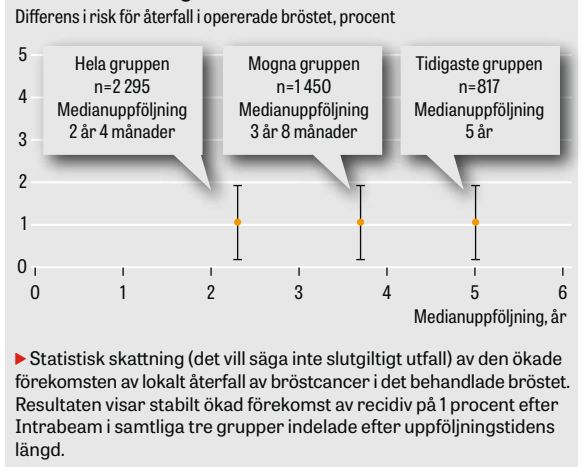 Differens i risk för återfall i opererade bröstet, procent
5
4
3
2
1
0
Hela gruppen
n=2 295
Medianuppföljning
2 år 4 månader
Mogna gruppen
n=1 450
Medianuppföljning
3 år 8 månader
Tidigaste gruppen
n=817
Medianuppföljning
5 år
0 1 2 3 4 5 6
Medianuppföljning, år
Statistisk skattning (det vill säga inte slutgiltigt utfall) av den ökade
förekomsten av lokalt återfall av bröstcancer i det behandlade bröstet.
Resultaten visar stabilt ökad förekomst av recidiv på 1 procent efter
Intrabeam i samtliga tre grupper indelade efter uppföljningstidens
längd.